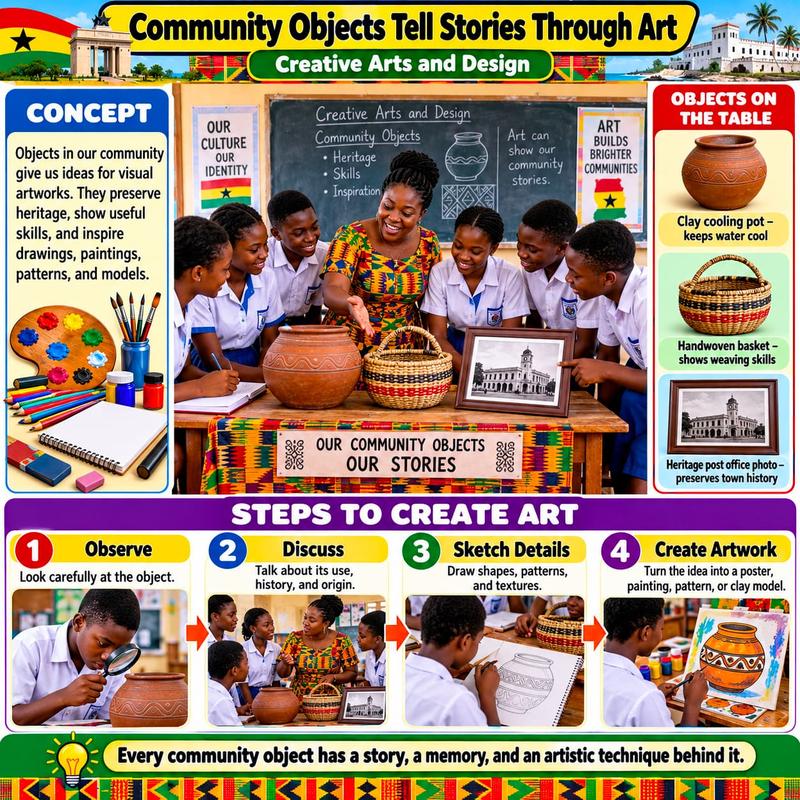 Community Objects Tell Stories Through Art
Creative Arts and Design
CONCEPT
Objects in our community
give us ideas for visual
artworks. They preserve
heritage, show useful
skills, and inspire
drawings, paintings,
patterns, and models.
OUR
CULTURE
OUR
IDENTITY
Creative Arts and Design
Community Objects
• Heritage
• Skills
• Inspiration
Art can
show our
community
stories.
ART
BUILDS
BRIGHTER
COMMUNITIES
OUR COMMUNITY OBJECTS
OUR STORIES
OBJECTS ON
THE TABLE
Clay cooling pot –
keeps water cool
Handwoven basket –
shows weaving skills
Heritage post office photo –
preserves town history
STEPS TO CREATE ART
1 Observe
Look carefully at the object.
2 Discuss
Talk about its use,
history, and origin.
3 Sketch Details
Draw shapes, patterns,
and textures.
4 Create Artwork
Turn the idea into a poster,
painting, pattern, or clay model.
Every community object has a story, a memory, and an artistic technique behind it.